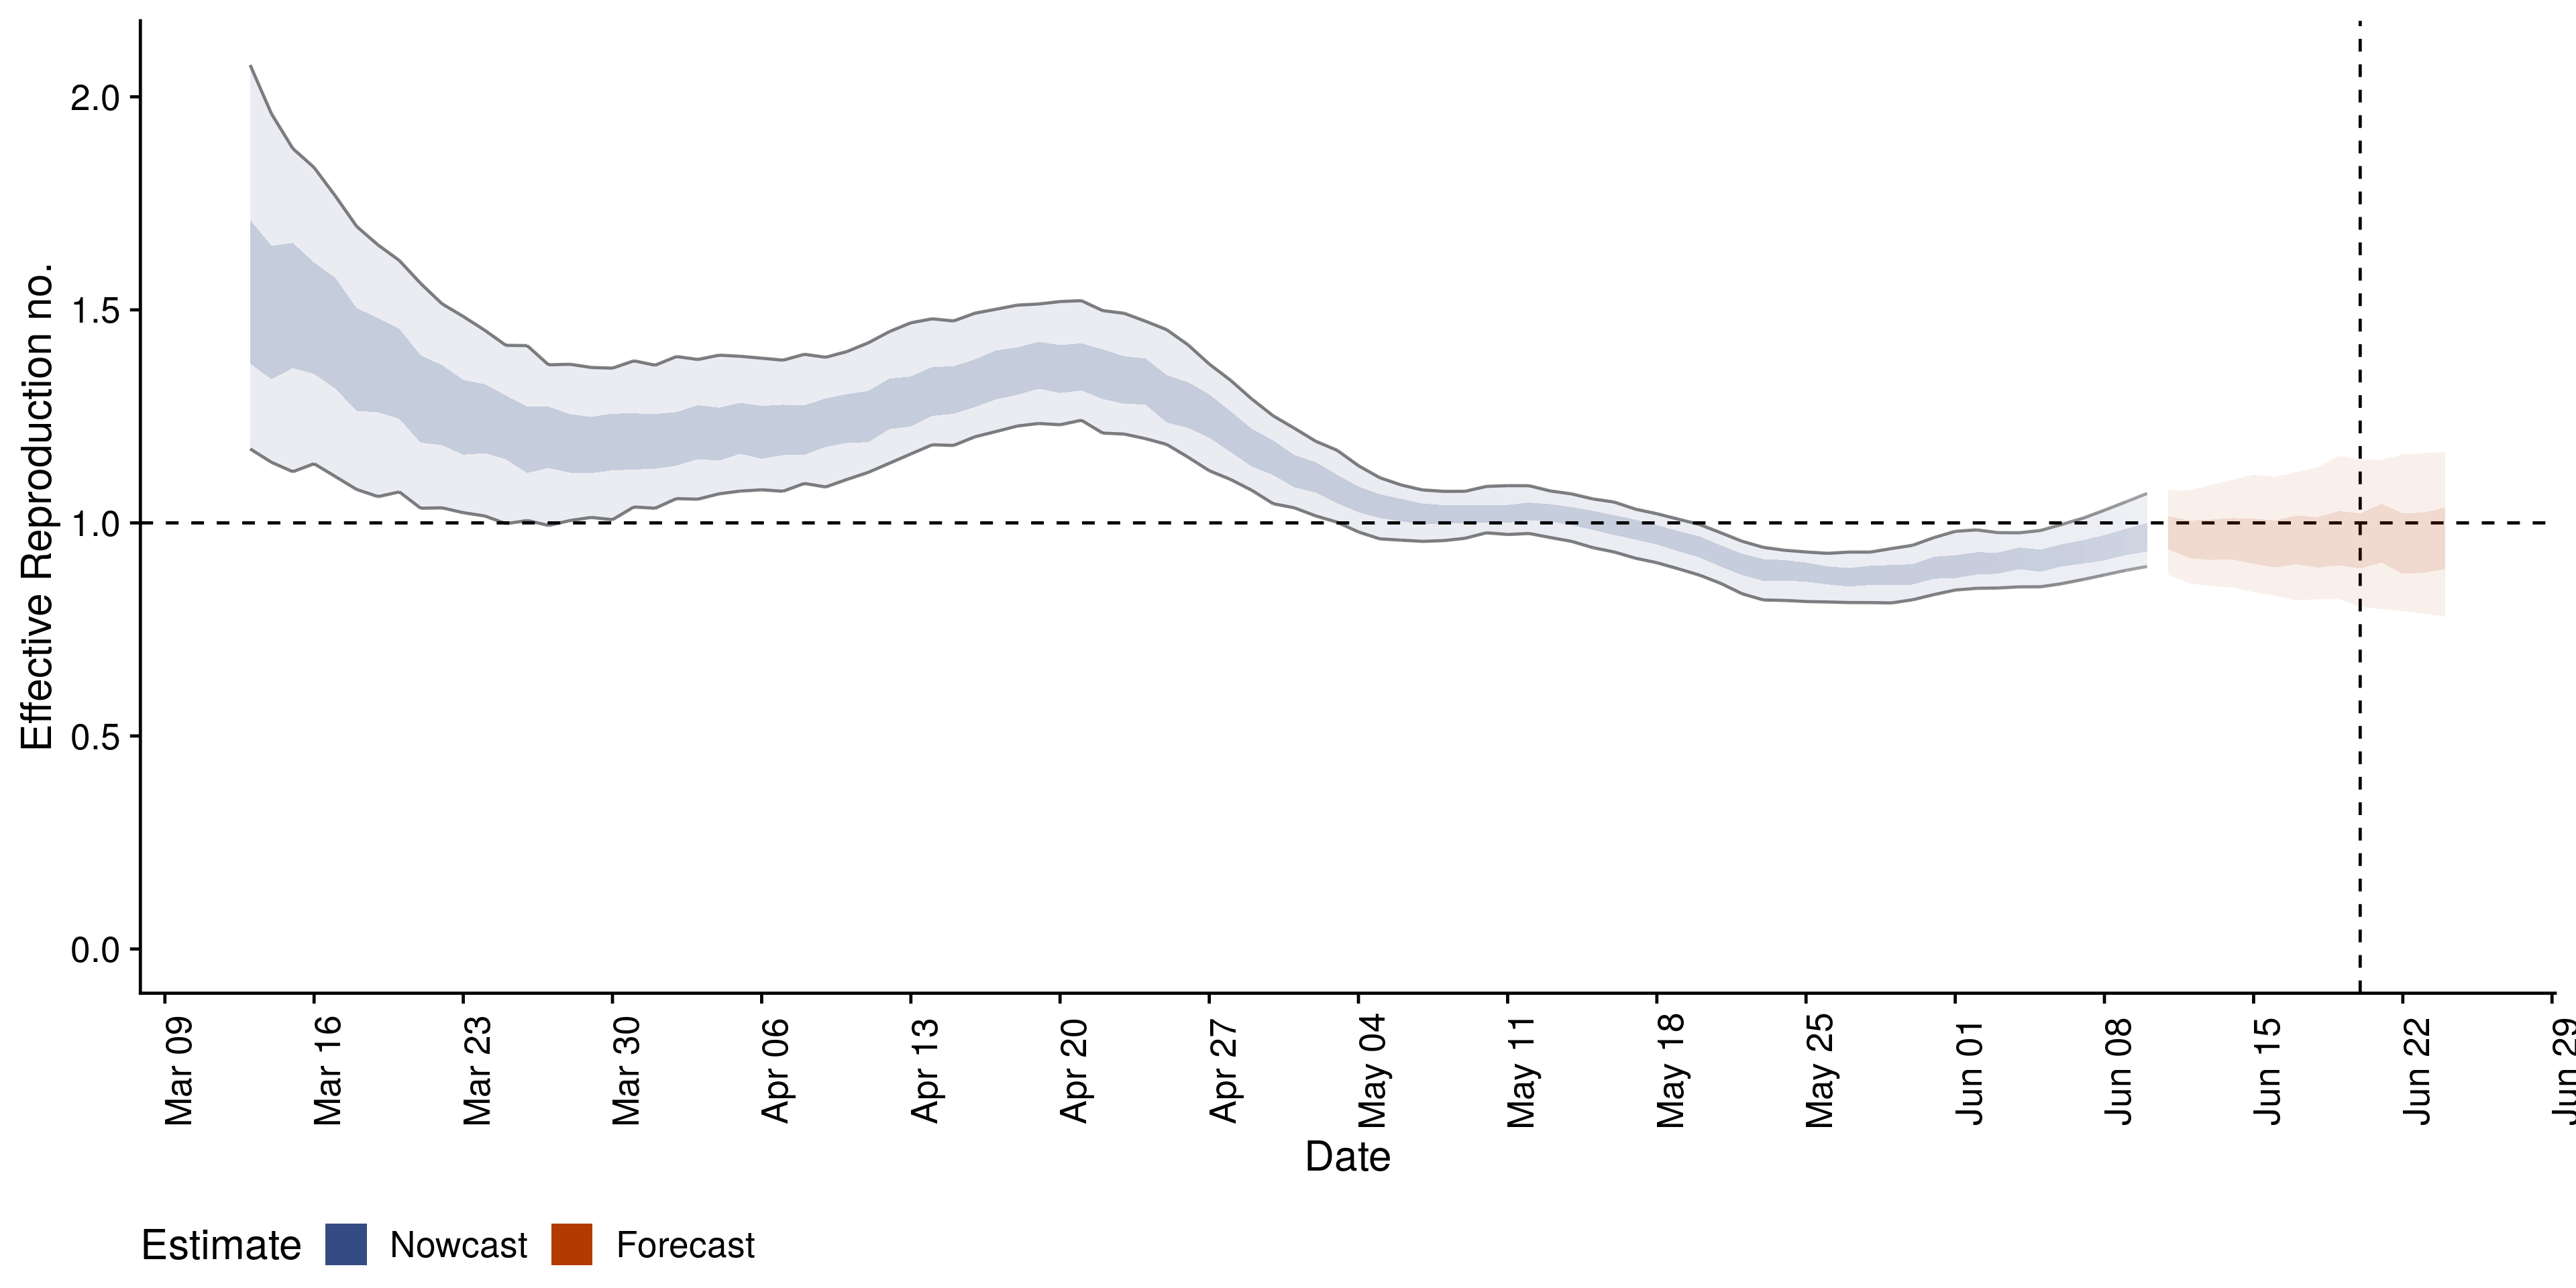 Effective Reproduction no.
2.0
1.5
1.0
0.5
0.0
Mar 09
Mar 16
Mar 23
Mar 30
Apr 06
Apr 13
Apr 20
Apr 27
May 04
May 11
May 18
May 25
Jun 01
Jun 08
Jun 15
Jun 22
Jun 29
Date
Estimate Nowcast Forecast